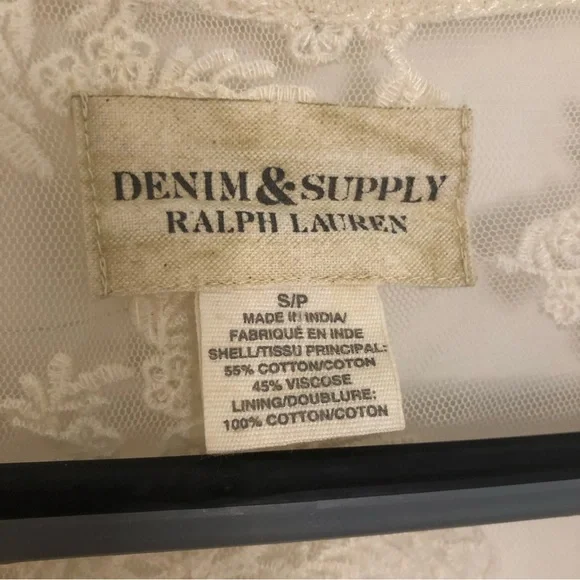 DENIM & SUPPLY
RALPH LAUREN
S/P
MADE IN INDIA/
FABRIQUÉ EN INDE
SHELL/TISSU PRINCIPAL:
55% COTTON/COTON
45% VISCOSE
LINING/DOUBLURE:
100% COTTON/COTON